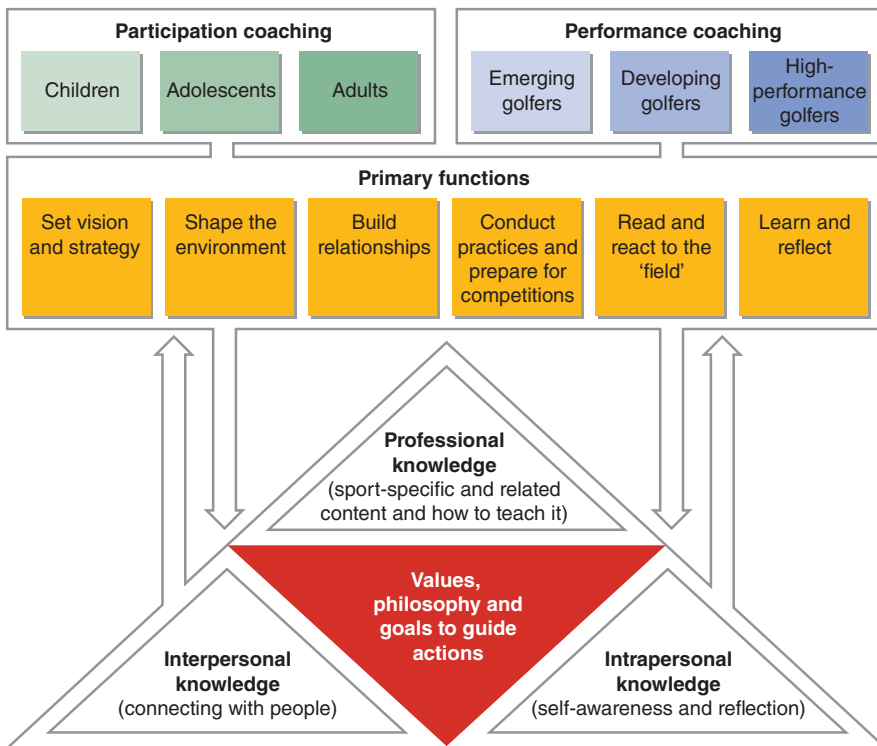 Participation coaching
Children
Adolescents
Adults
Performance coaching
Emerging
golfers
Developing
golfers
High-
performance
golfers
Primary functions
Set vision
and strategy
Shape the
environment
Build
relationships
Conduct
practices and
prepare for
competitions
Read and
react to the
‘field’
Learn and
reflect
Professional
knowledge
(sport-specific and related
content and how to teach it)
Values,
philosophy and
goals to guide
actions
Interpersonal
knowledge
(connecting with people)
Intrapersonal
knowledge
(self-awareness and reflection)